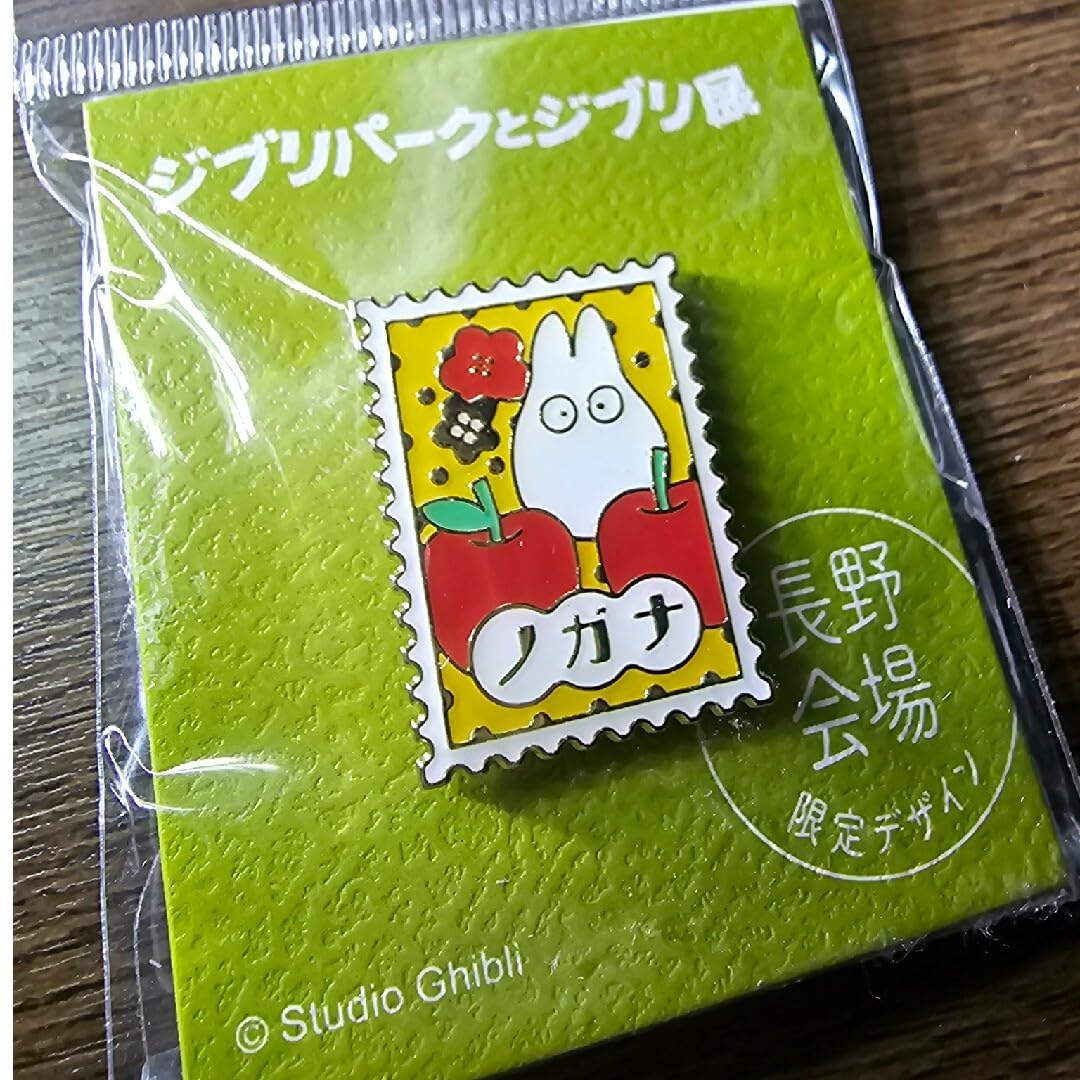 ジブリパークとジブリ展
ノガナ
長野
会場
限定デザイン
© Studio Ghibli